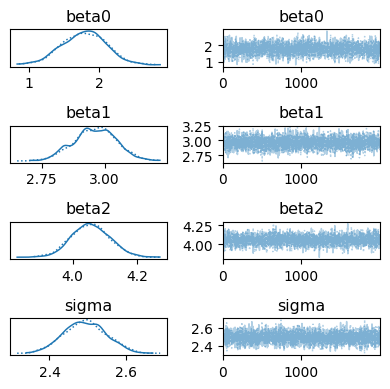 beta0 beta0
2
1
1 2 0 1000
beta1 beta1
3.25
3.00
2.75
2.75 3.00 0 1000
beta2 beta2
4.25
4.00
4.0 4.2 0 1000
sigma sigma
2.6
2.4
2.4 2.6 0 1000